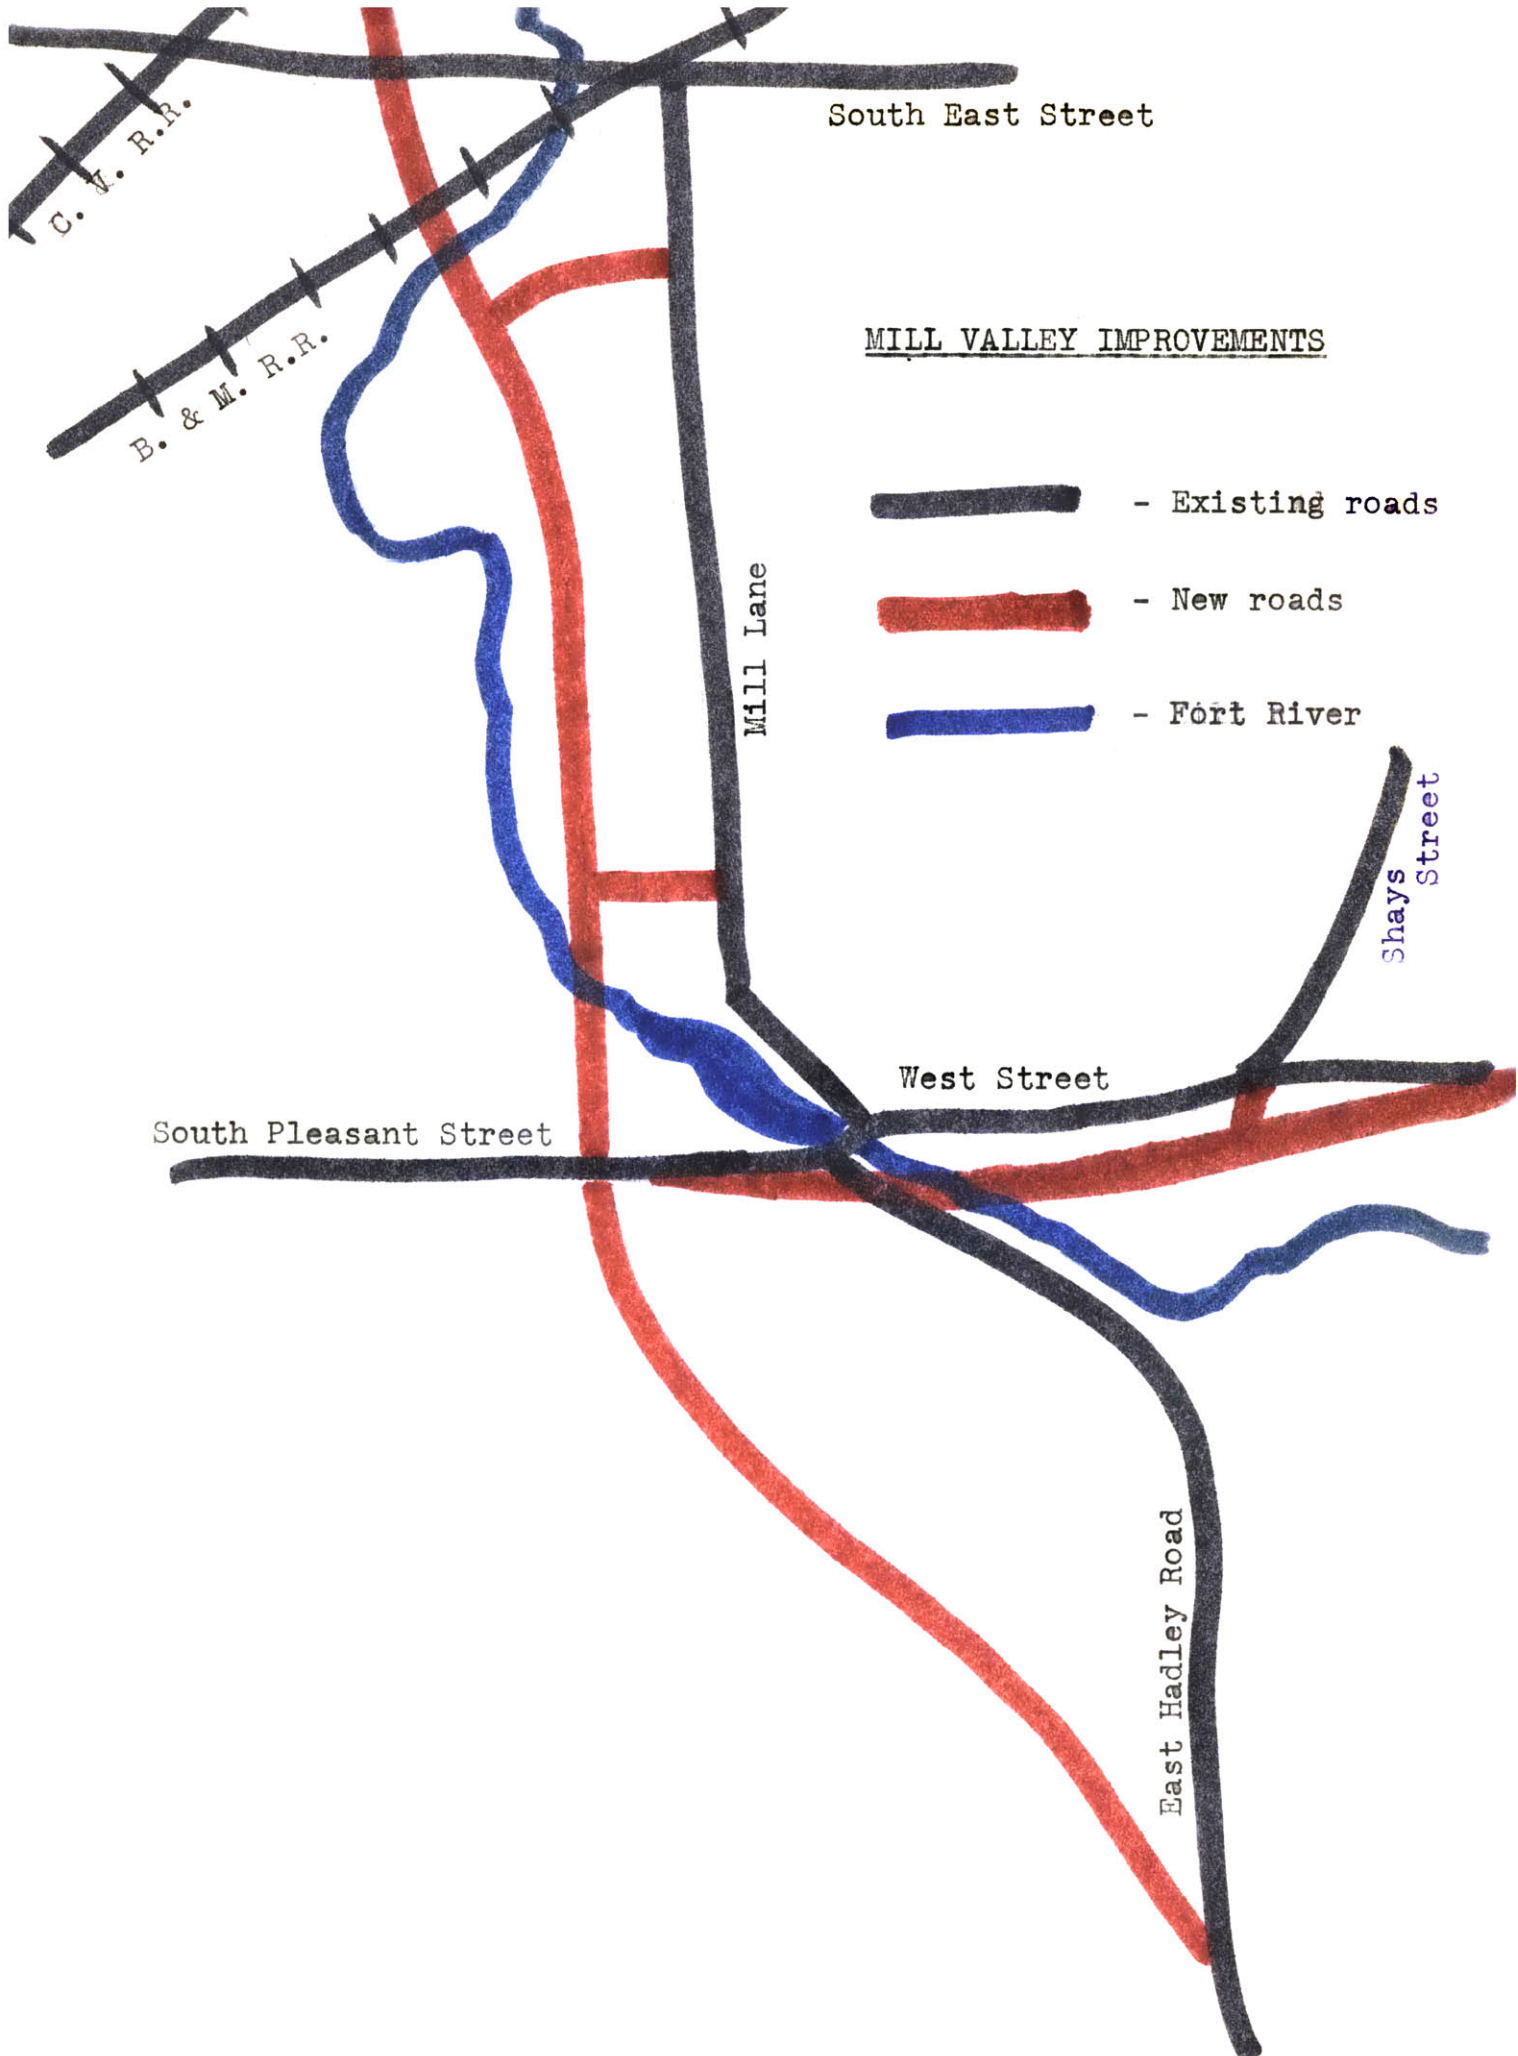 South East Street
C. V. R.R.
MILL VALLEY IMPROVEMENTS
B. & M. R.R.
- Existing roads
- New roads
Mill Lane
- Fort River
Shays
Street
West Street
South Pleasant Street
East Hadley Road